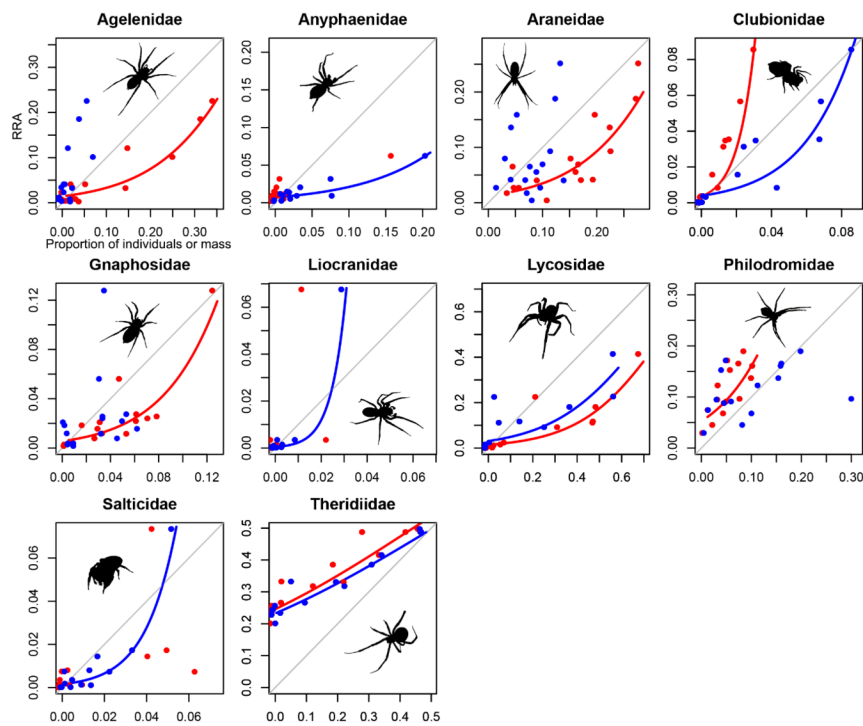 Agelenidae
Anyphaenidae
Araneidae
Clubionidae
RRA
0.00 0.10 0.20 0.30
0.00 0.10 0.20 0.30
Proportion of individuals or mass
0.00 0.05 0.10 0.15 0.20
0.00 0.05 0.10 0.15 0.20
0.00 0.05 0.10 0.15 0.20
0.00 0.10 0.20 0.30
0.00 0.02 0.04 0.06 0.08
0.00 0.04 0.08
Gnaphosidae
Liocranidae
Lycosidae
Philodromidae
0.00 0.04 0.08 0.12
0.00 0.04 0.08 0.12
0.00 0.02 0.04 0.06
0.00 0.02 0.04 0.06
0.0 0.2 0.4 0.6
0.0 0.2 0.4 0.6
0.00 0.10 0.20 0.30
0.00 0.10 0.20 0.30
Salticidae
Theridiidae
0.00 0.02 0.04 0.06
0.00 0.02 0.04 0.06
0.0 0.1 0.2 0.3 0.4 0.5
0.0 0.1 0.2 0.3 0.4 0.5